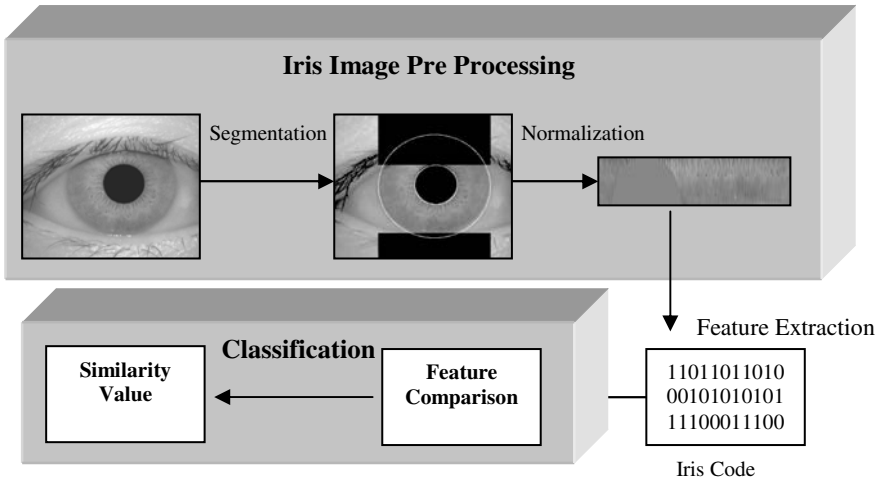 Iris Image Pre Processing
Segmentation
Normalization
Feature Extraction
Classification
Similarity
Value
Feature
Comparison
11011011010
00101010101
11100011100
Iris Code